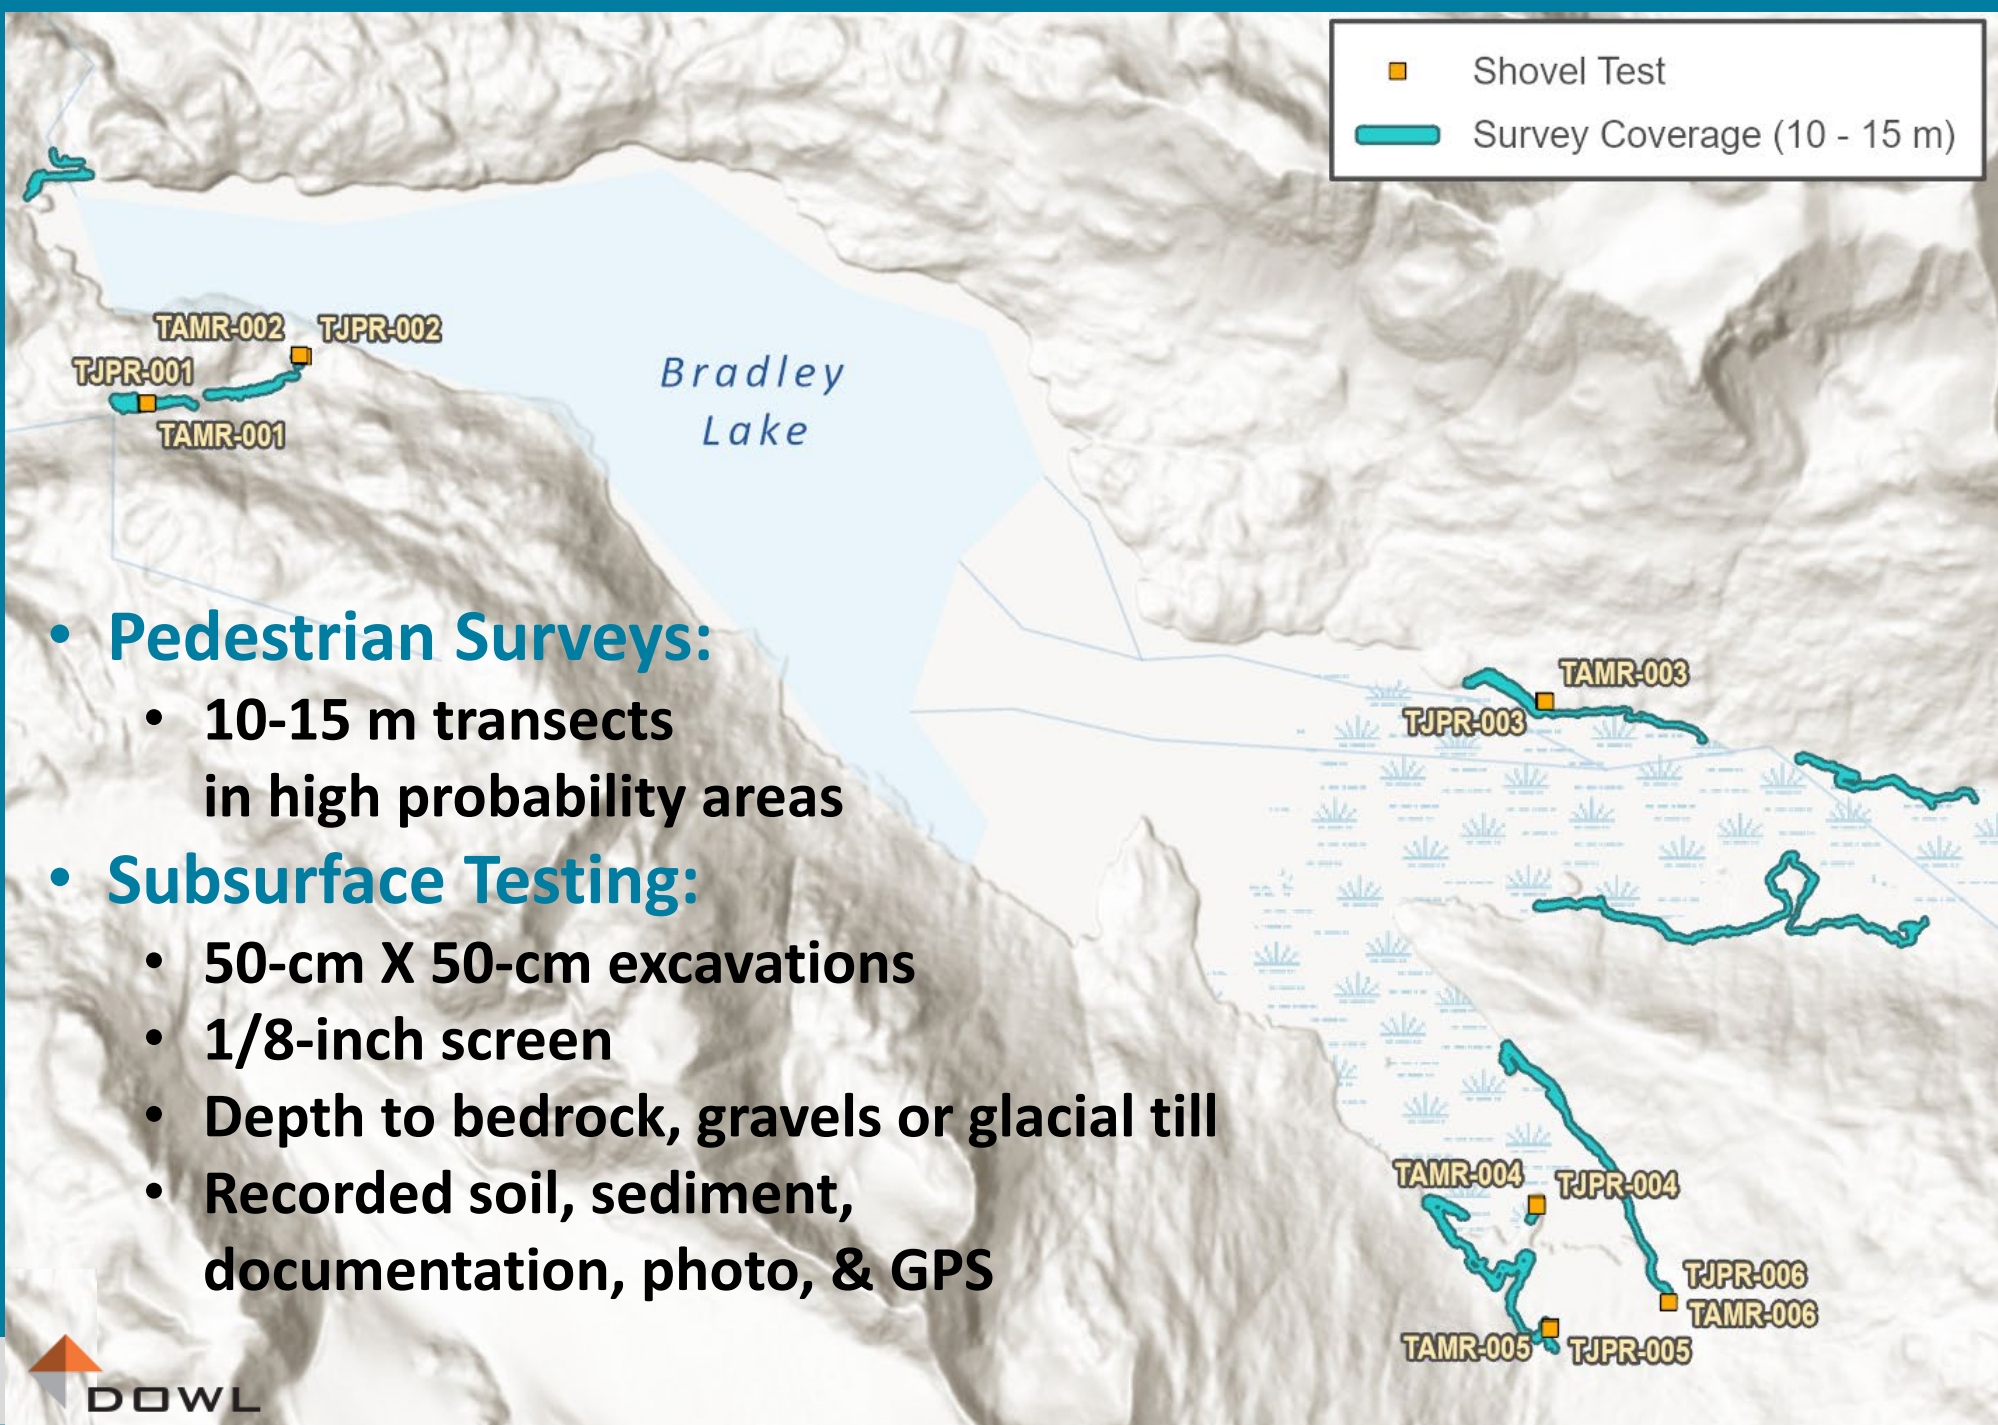 Shovel Test
Survey Coverage (10 - 15 m)
TAMR-002 TJPR-002
TJPR-001
TAMR-001
Bradley
Lake
• Pedestrian Surveys:
• 10-15 m transects
in high probability areas
• Subsurface Testing:
• 50-cm X 50-cm excavations
• 1/8-inch screen
• Depth to bedrock, gravels or glacial till
• Recorded soil, sediment,
documentation, photo, & GPS
TAMR-003
TJPR-003
TAMR-004 TJPR-004
TJPR-006
TAMR-006
TAMR-005 TJPR-005
DOWL